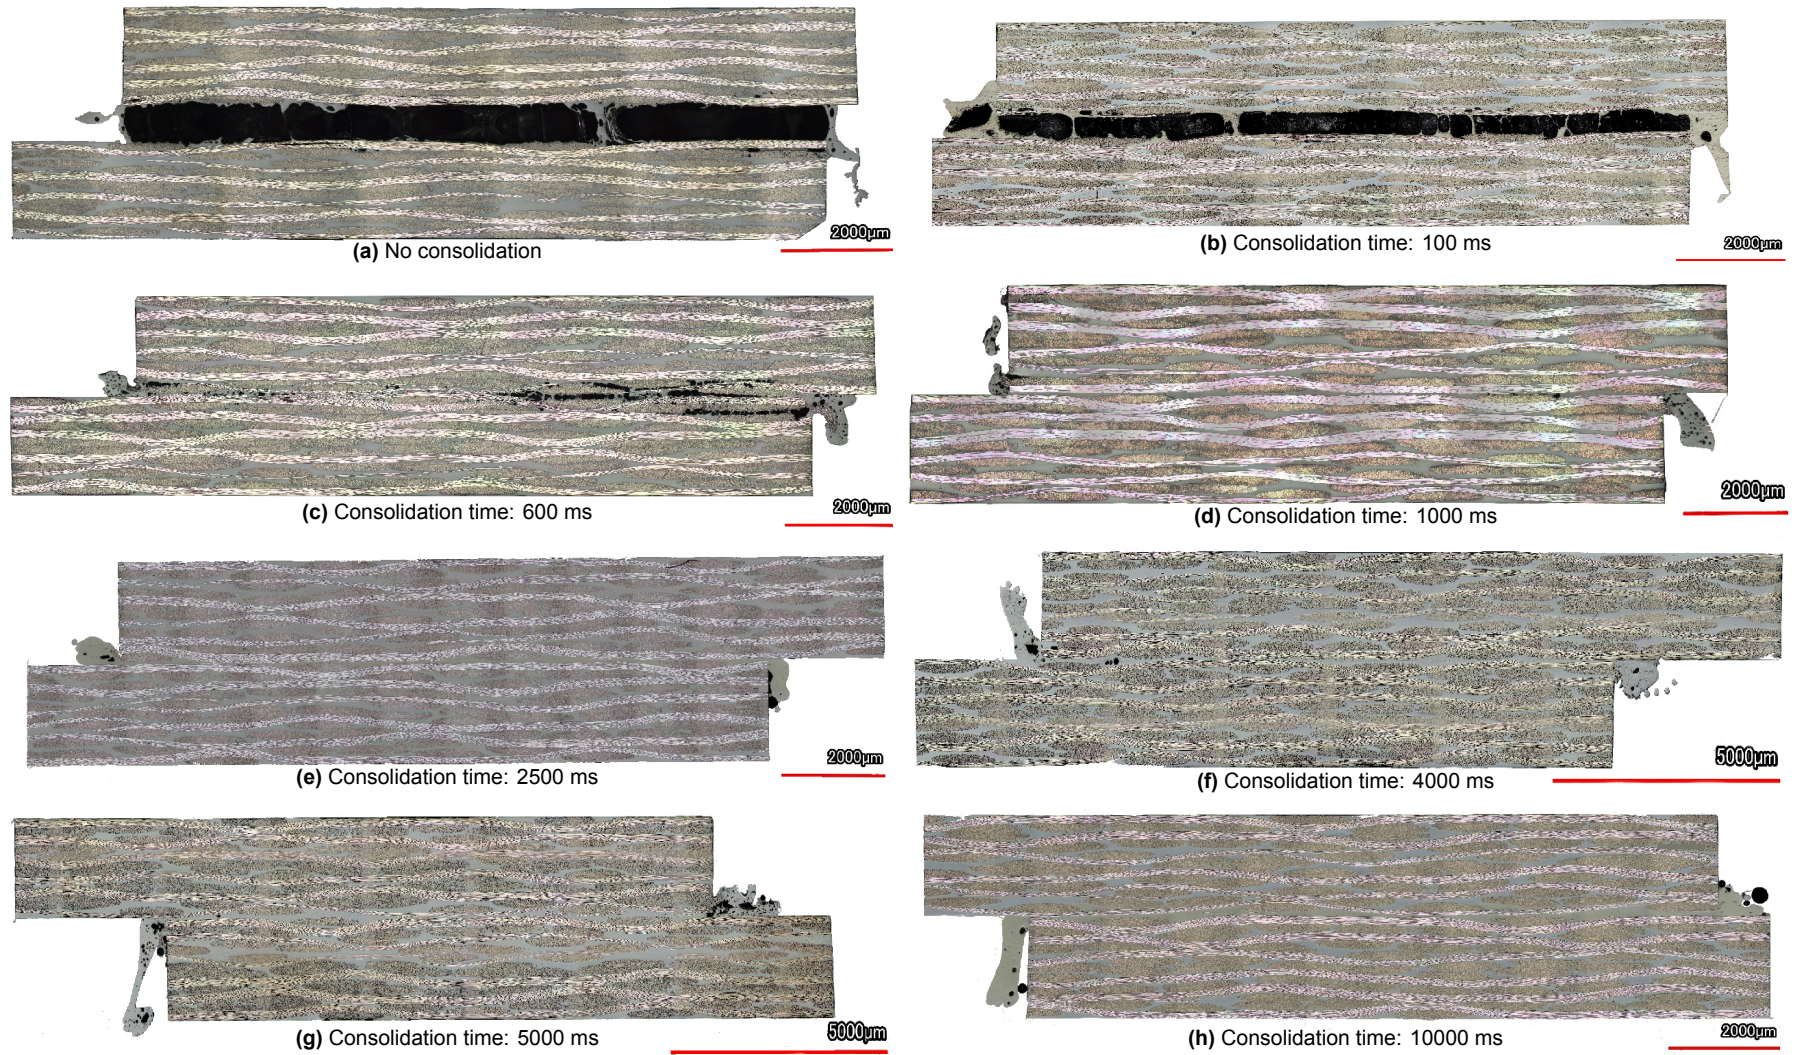 2000μm
(a) No consolidation
2000μm
(b) Consolidation time: 100 ms
2000μm
(c) Consolidation time: 600 ms
2000μm
(d) Consolidation time: 1000 ms
2000μm
(e) Consolidation time: 2500 ms
5000μm
(f) Consolidation time: 4000 ms
5000μm
(g) Consolidation time: 5000 ms
2000μm
(h) Consolidation time: 10000 ms